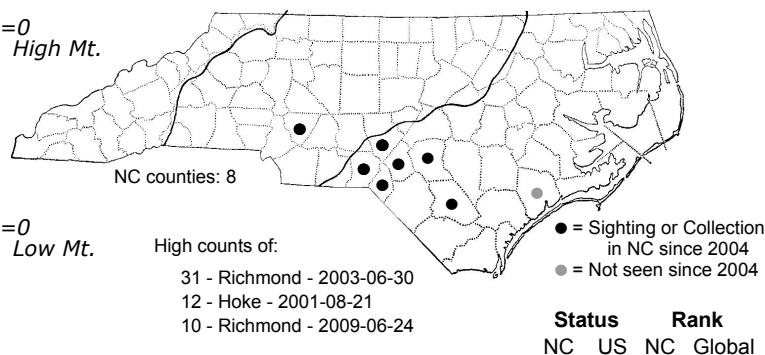 =0
High Mt.
NC counties: 8
=0
Low Mt.
High counts of:
31 - Richmond - 2003-06-30
12 - Hoke - 2001-08-21
10 - Richmond - 2009-06-24
● = Sighting or Collection
in NC since 2004
● = Not seen since 2004
Status Rank
NC US NC Global